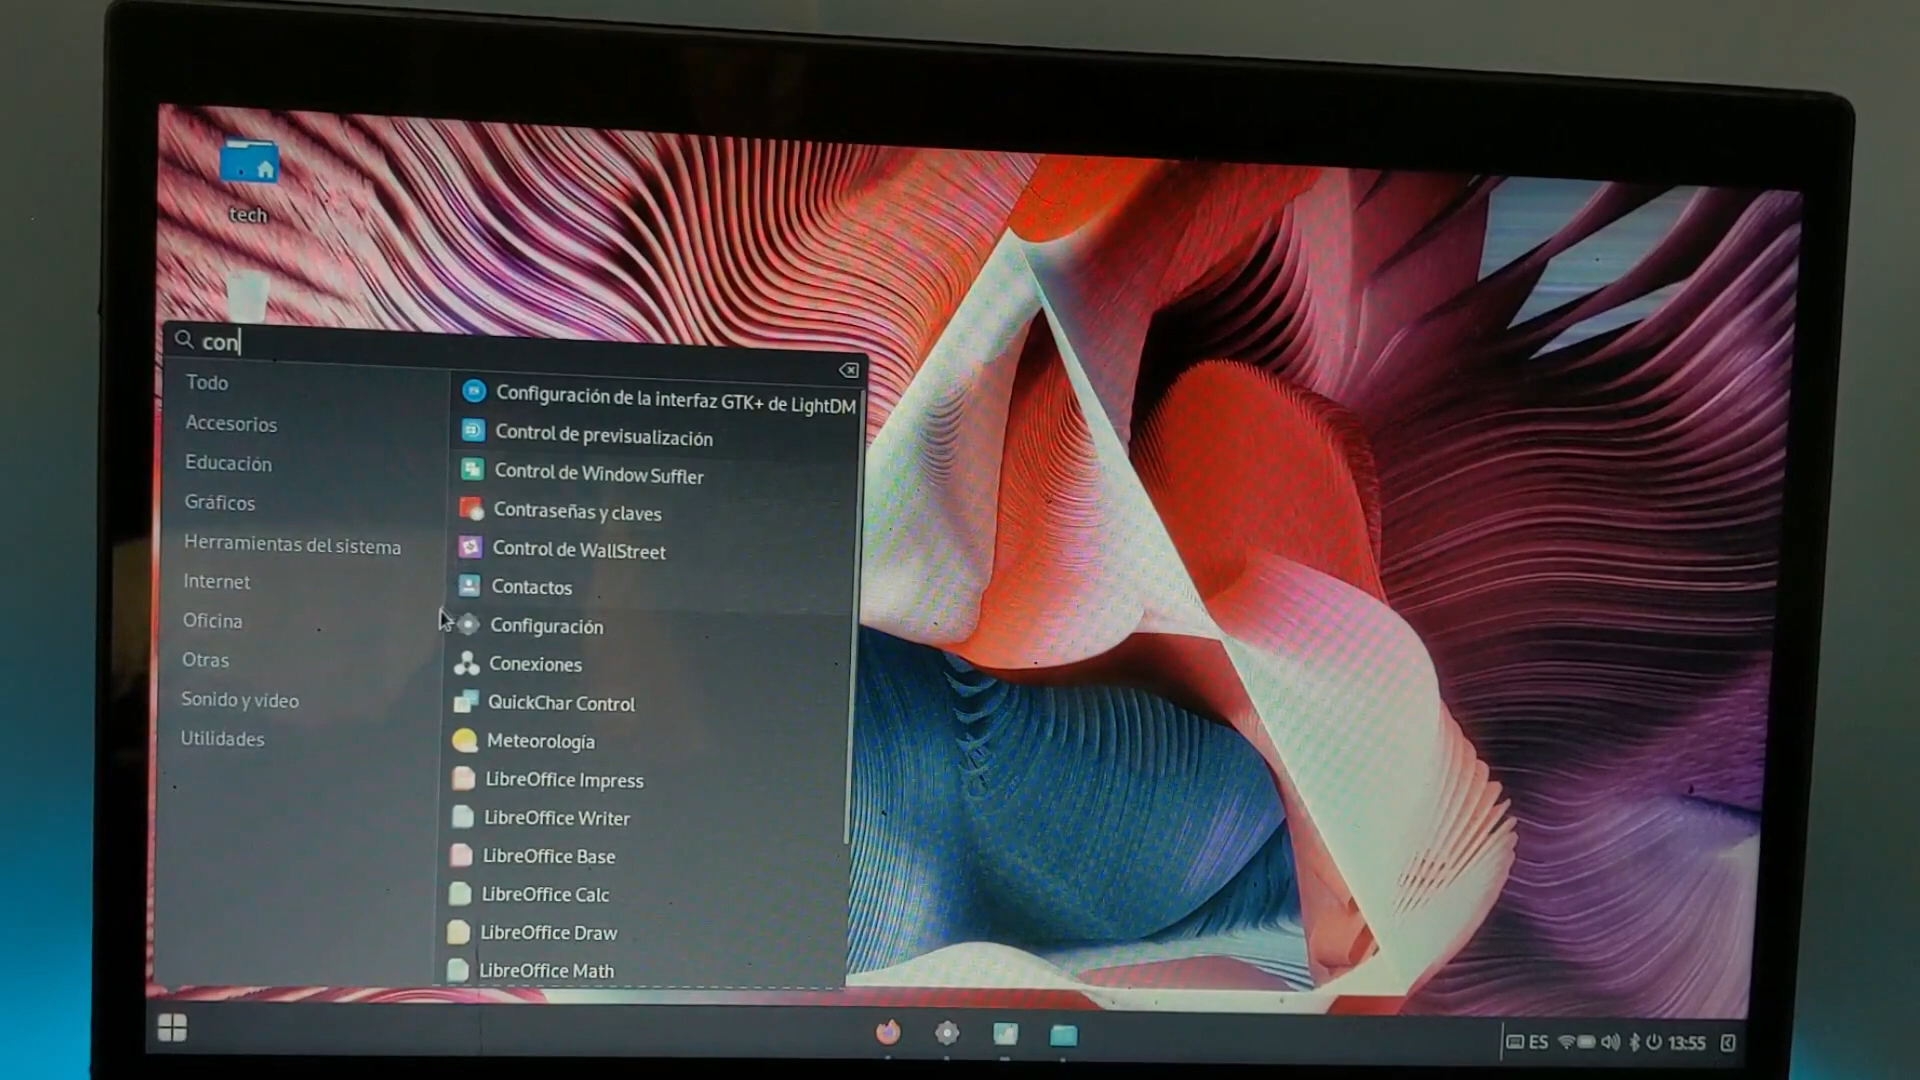 tech
con
Todo
Accesorios
Educación
Gráficos
Herramientas del sistema
Internet
Oficina
Otras
Sonido y vídeo
Utilidades
Configuración de la interfaz GTK+ de LightDM
Control de previsualización
Control de Window Suffler
Contraseñas y claves
Control de WallStreet
Contactos
Configuración
Conexiones
QuickChar Control
Meteorología
LibreOffice Impress
LibreOffice Writer
LibreOffice Base
LibreOffice Calc
LibreOffice Draw
LibreOffice Math
ES 13:55